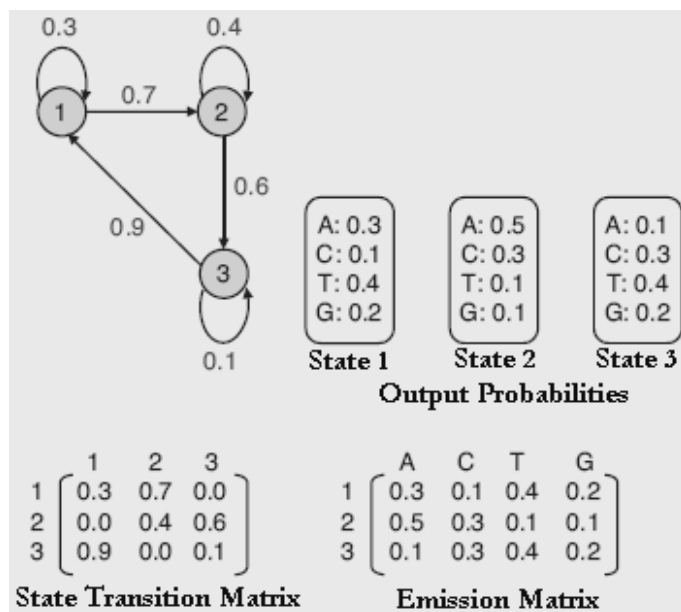 0.3
0.4
1
0.7
2
0.6
0.9
3
0.1
A: 0.3
C: 0.1
T: 0.4
G: 0.2
State 1
A: 0.5
C: 0.3
T: 0.1
G: 0.1
State 2
A: 0.1
C: 0.3
T: 0.4
G: 0.2
State 3
Output Probabilities
1 2 3
1 0.3 0.7 0.0
2 0.0 0.4 0.6
3 0.9 0.0 0.1
State Transition Matrix
A C T G
1 0.3 0.1 0.4 0.2
2 0.5 0.3 0.1 0.1
3 0.1 0.3 0.4 0.2
Emission Matrix